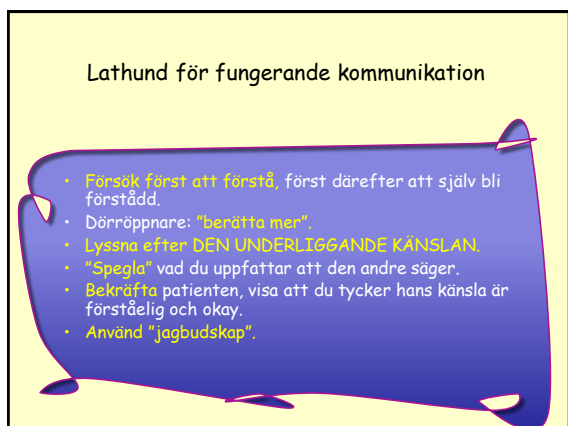 Lathund för fungerande kommunikation
• Försök först att förstå, först därefter att själv bli
förstådd.
• Dörröppnare: ”berätta mer”.
• Lyssna efter DEN UNDERLIGGANDE KÄNSLAN.
• ”Spegla” vad du uppfattar att den andre säger.
• Bekräfta patienten, visa att du tycker hans känsla är
förståelig och okay.
• Använd ”jagbudskap”.